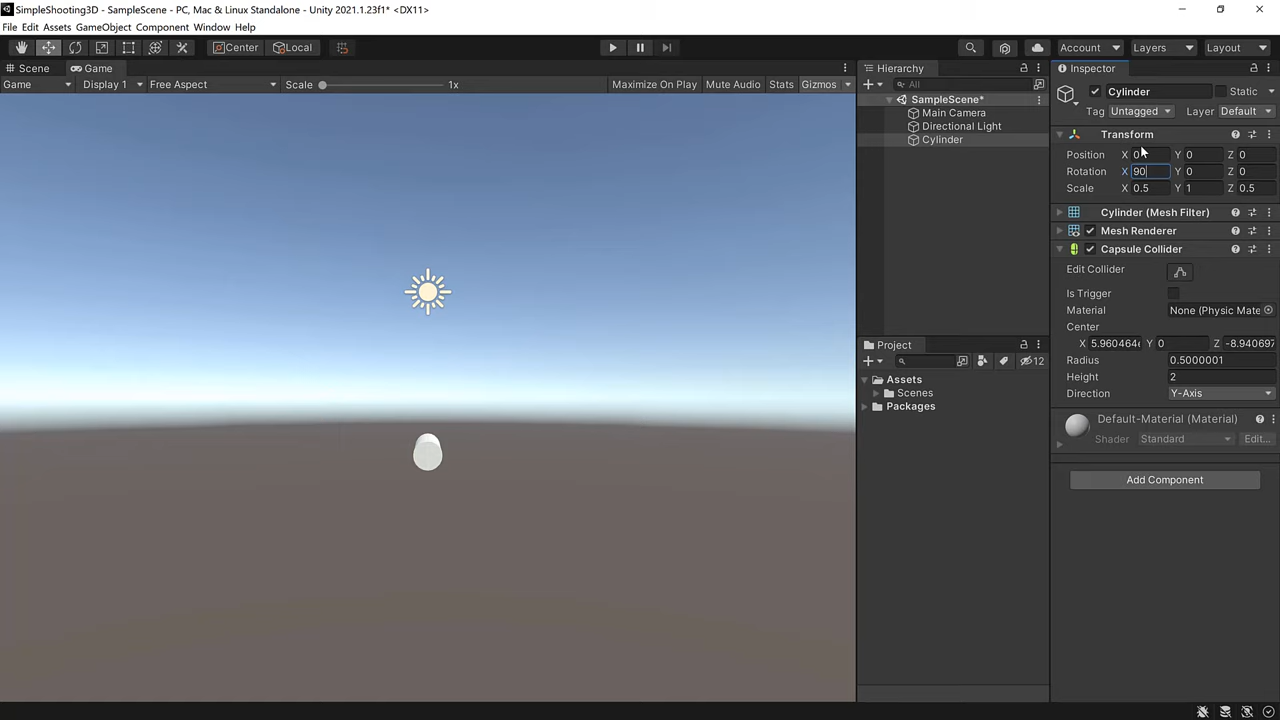 SimpleShooting3D - SampleScene - PC, Mac & Linux Standalone - Unity 2021.1.23f1* <DX11>
File Edit Assets GameObject Component Window Help
Center Local Account Layers Layout
Scene Game
Game Display 1 Free Aspect Scale 1x Maximize On Play Mute Audio Stats Gizmos
Hierarchy
All
SampleScene*
Main Camera
Directional Light
Cylinder
Project
12
Assets
Scenes
Packages
Inspector
Cylinder Static
Tag Untagged Layer Default
Transform
Position X 0 Y 0 Z 0
Rotation X 90 Y 0 Z 0
Scale X 0.5 Y 1 Z 0.5
Cylinder (Mesh Filter)
Mesh Renderer
Capsule Collider
Edit Collider
Is Trigger
Material None (Physic Mate
Center
X 5.960464e Y 0 Z -8.940697
Radius 0.5000001
Height 2
Direction Y-Axis
Default-Material (Material)
Shader Standard Edit...
Add Component